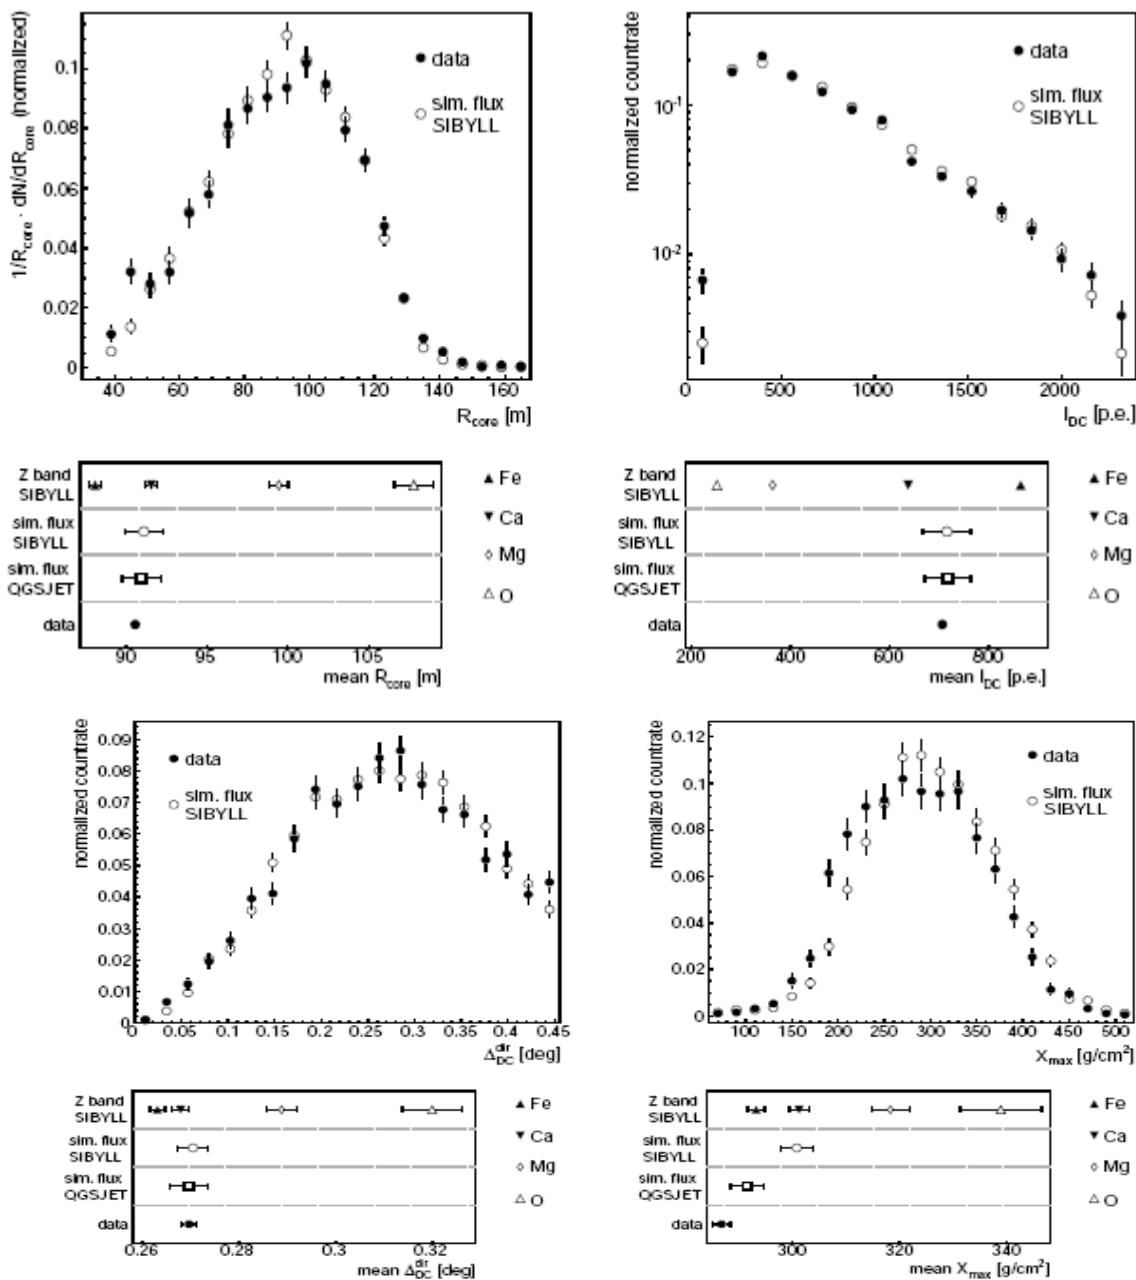 1/R_core · dN/dR_core (normalized)
0.1
0.08
0.06
0.04
0.02
0
data
sim. flux
SIBYLL
40 60 80 100 120 140 160
R_core [m]
normalized countrate
10^-1
10^-2
data
sim. flux
SIBYLL
0 500 1000 1500 2000
I_DC [p.e.]
Z band
SIBYLL
sim. flux
SIBYLL
sim. flux
QGSJET
data
90 95 100 105
mean R_core [m]
Fe
Ca
Mg
O
Z band
SIBYLL
sim. flux
SIBYLL
sim. flux
QGSJET
data
200 400 600 800
mean I_DC [p.e.]
Fe
Ca
Mg
O
normalized countrate
0.09
0.08
0.07
0.06
0.05
0.04
0.03
0.02
0.01
0
data
sim. flux
SIBYLL
0.05 0.1 0.15 0.2 0.25 0.3 0.35 0.4 0.45
Δ_DC^dir [deg]
normalized countrate
0.12
0.1
0.08
0.06
0.04
0.02
0
data
sim. flux
SIBYLL
100 150 200 250 300 350 400 450 500
X_max [g/cm²]
Z band
SIBYLL
sim. flux
SIBYLL
sim. flux
QGSJET
data
0.26 0.28 0.3 0.32
mean Δ_DC^dir [deg]
Fe
Ca
Mg
O
Z band
SIBYLL
sim. flux
SIBYLL
sim. flux
QGSJET
data
300 320 340
mean X_max [g/cm²]
Fe
Ca
Mg
O